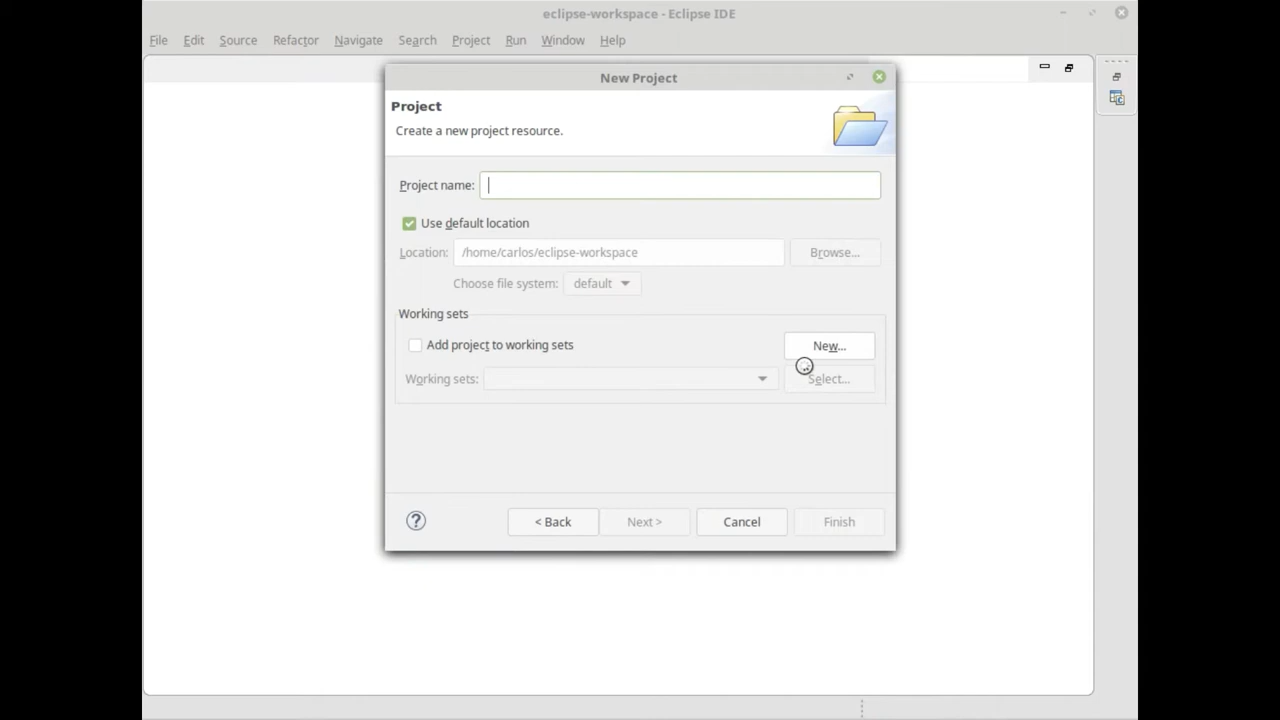 eclipse-workspace - Eclipse IDE
File Edit Source Refactor Navigate Search Project Run Window Help
New Project
Project
Create a new project resource.
Project name:
Use default location
Location: /home/carlos/eclipse-workspace Browse...
Choose file system: default
Working sets
Add project to working sets New...
Working sets: Select...
? < Back Next > Cancel Finish